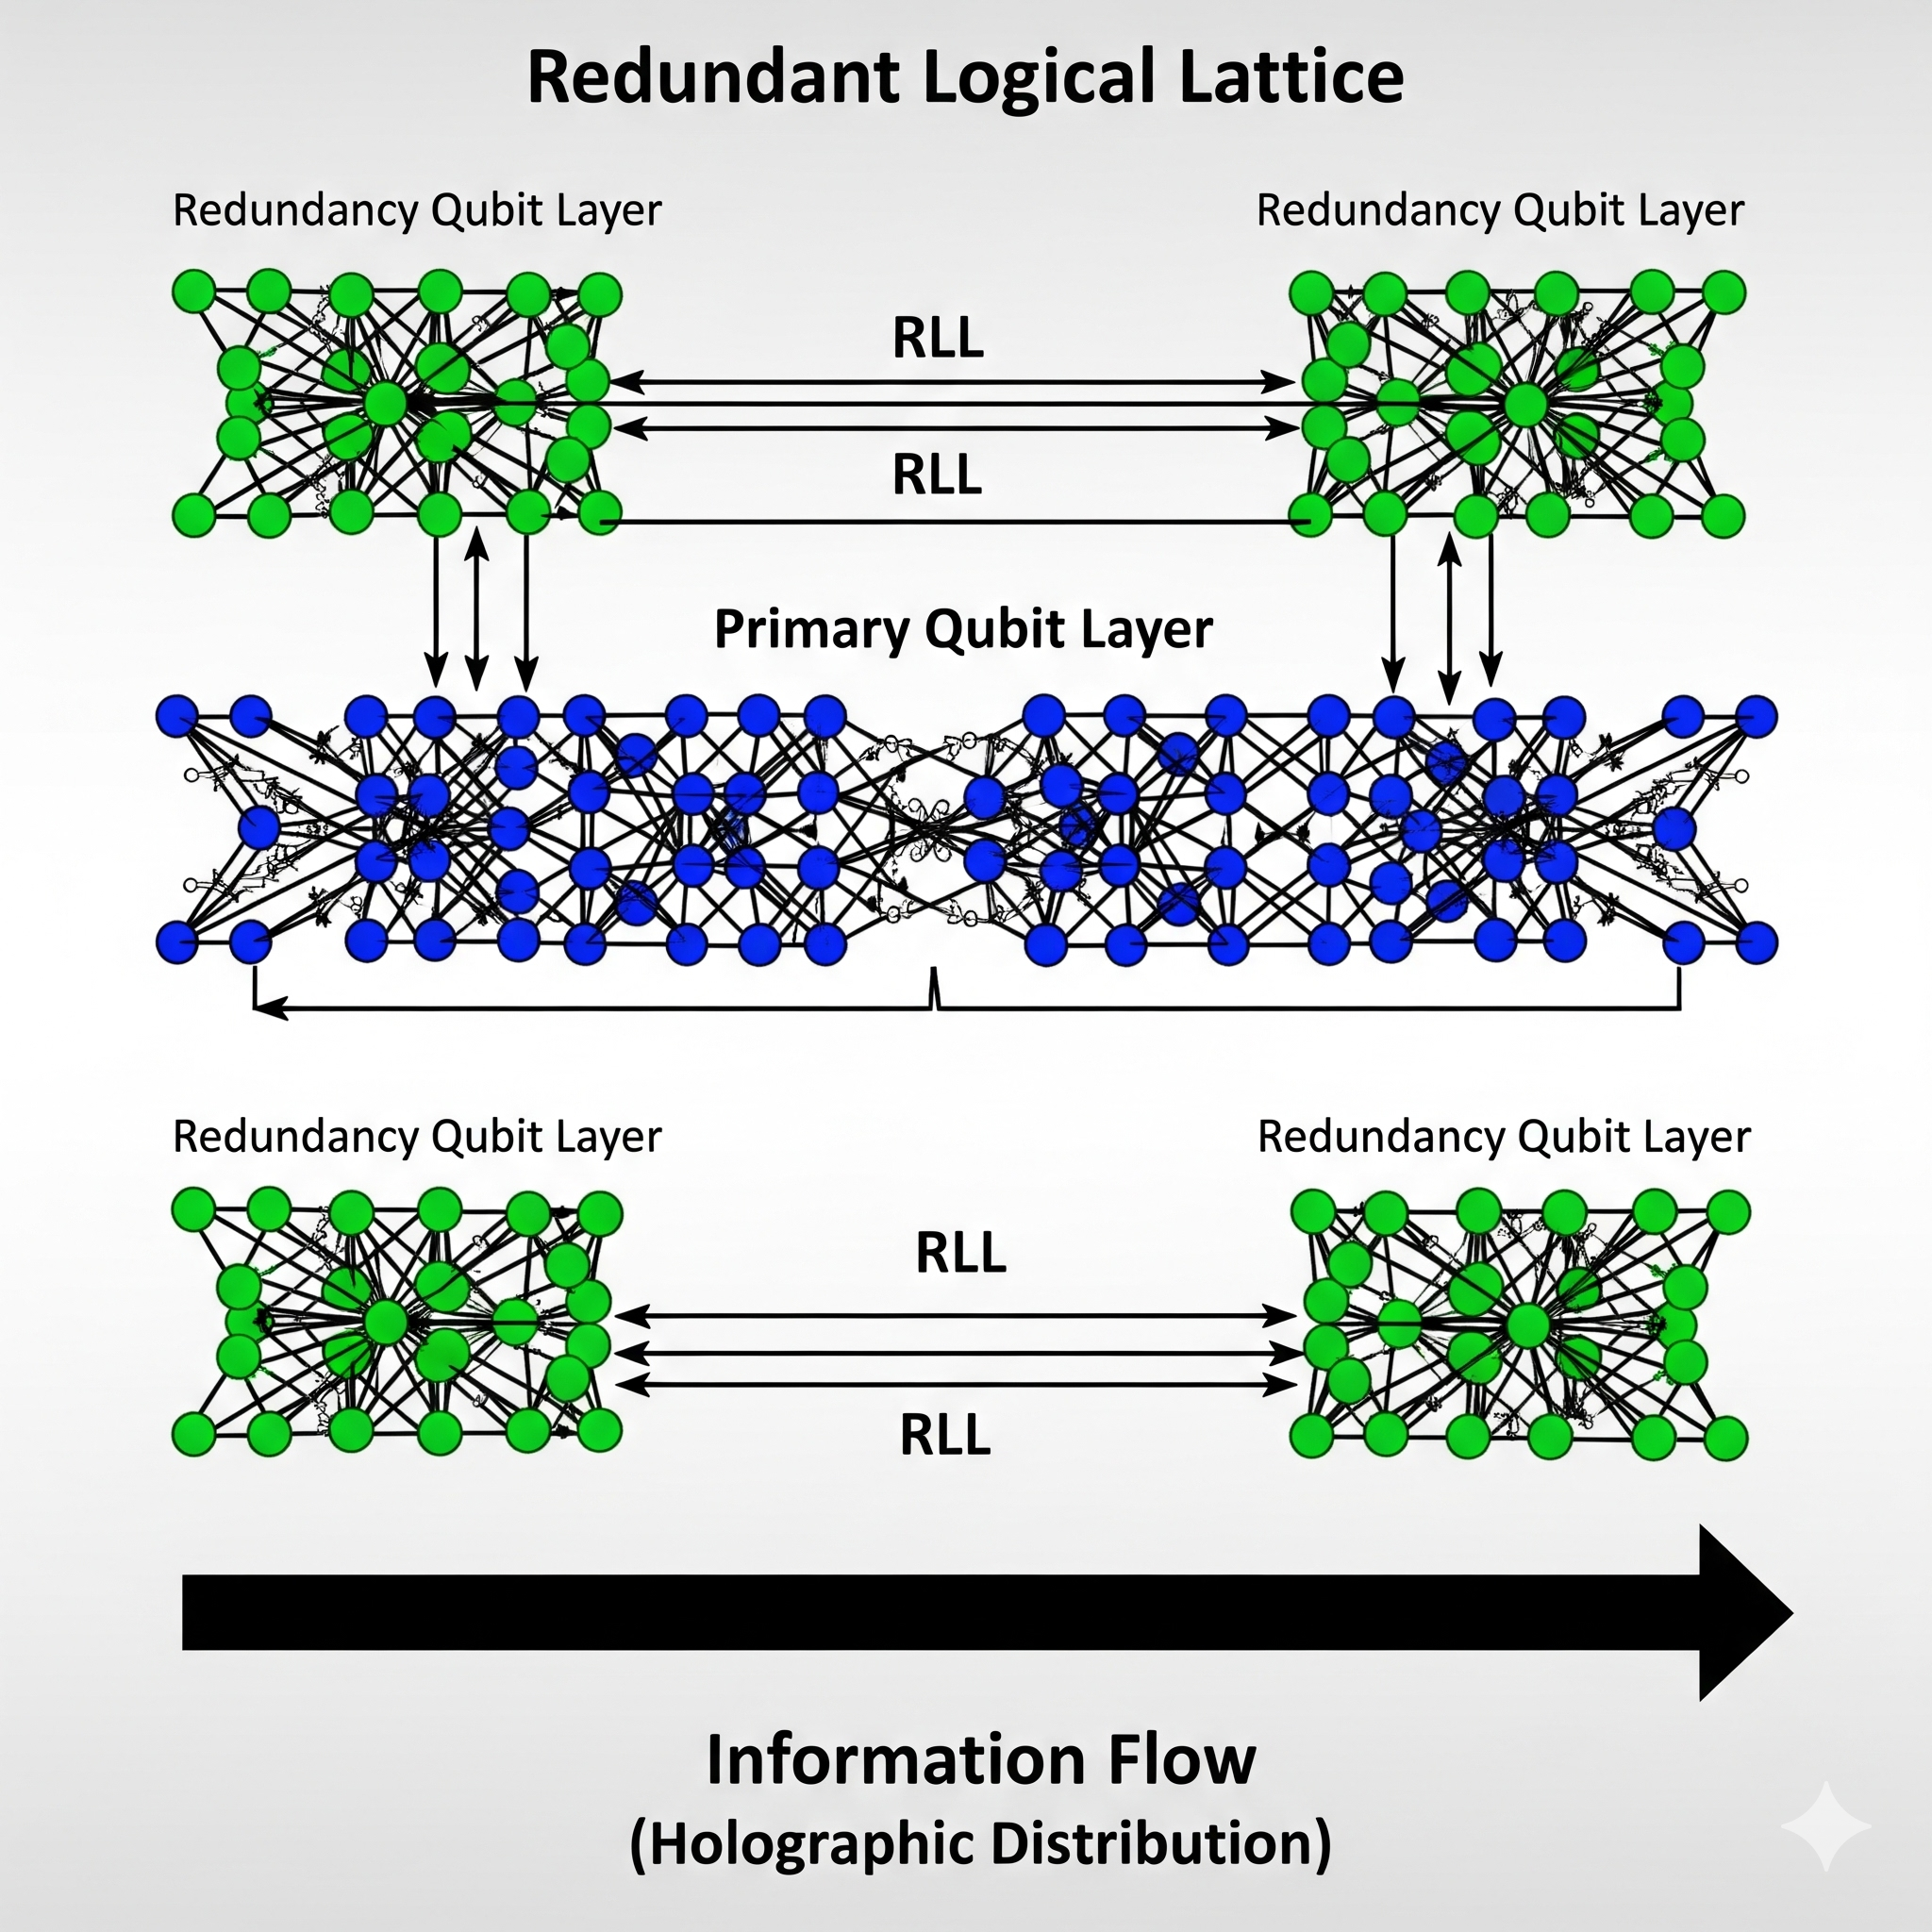 Redundant Logical Lattice
Redundancy Qubit Layer
Redundancy Qubit Layer
RLL
RLL
Primary Qubit Layer
Redundancy Qubit Layer
Redundancy Qubit Layer
RLL
RLL
Information Flow
(Holographic Distribution)